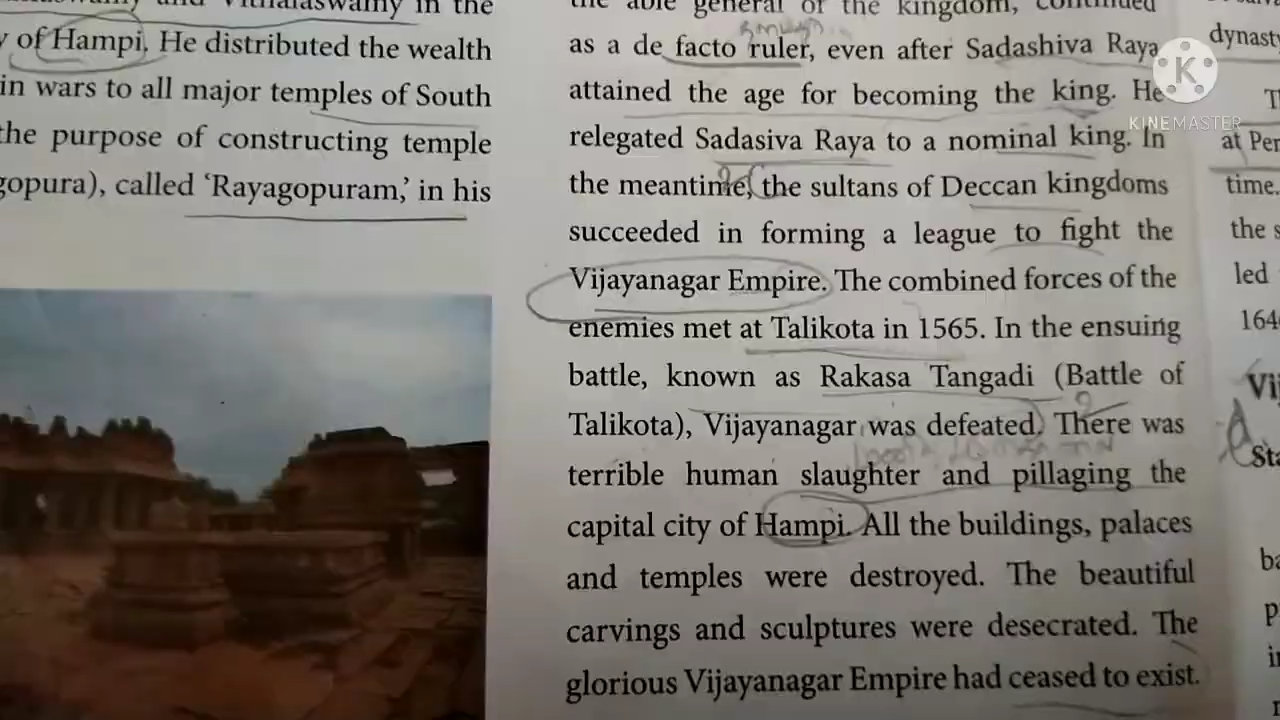 and Vithalaswamy in the
of Hampi. He distributed the wealth
in wars to all major temples of South
the purpose of constructing temple
gopura), called ‘Rayagopuram,’ in his
the able general of the kingdom, continued
as a de facto ruler, even after Sadashiva Raya
attained the age for becoming the king. He
relegated Sadasiva Raya to a nominal king. In
the meantime, the sultans of Deccan kingdoms
succeeded in forming a league to fight the
Vijayanagar Empire. The combined forces of the
enemies met at Talikota in 1565. In the ensuing
battle, known as Rakasa Tangadi (Battle of
Talikota), Vijayanagar was defeated. There was
terrible human slaughter and pillaging the
capital city of Hampi. All the buildings, palaces
and temples were destroyed. The beautiful
carvings and sculptures were desecrated. The
glorious Vijayanagar Empire had ceased to exist.
dynasty
at Per
time.
the s
led
164
Vij
Sta
K
KINEMASTER